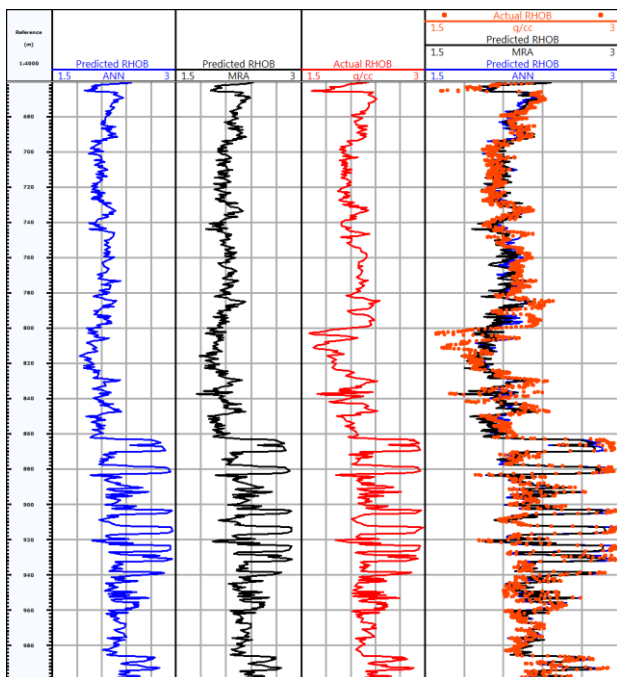 Reference
(m)
1:4000
Predicted RHOB
1.5 ANN 3
Predicted RHOB
1.5 MRA 3
Actual RHOB
1.5 g/cc 3
Actual RHOB
1.5 g/cc 3
Predicted RHOB
1.5 MRA 3
Predicted RHOB
1.5 ANN 3
680
700
720
740
760
780
800
820
840
860
880
900
920
940
960
980